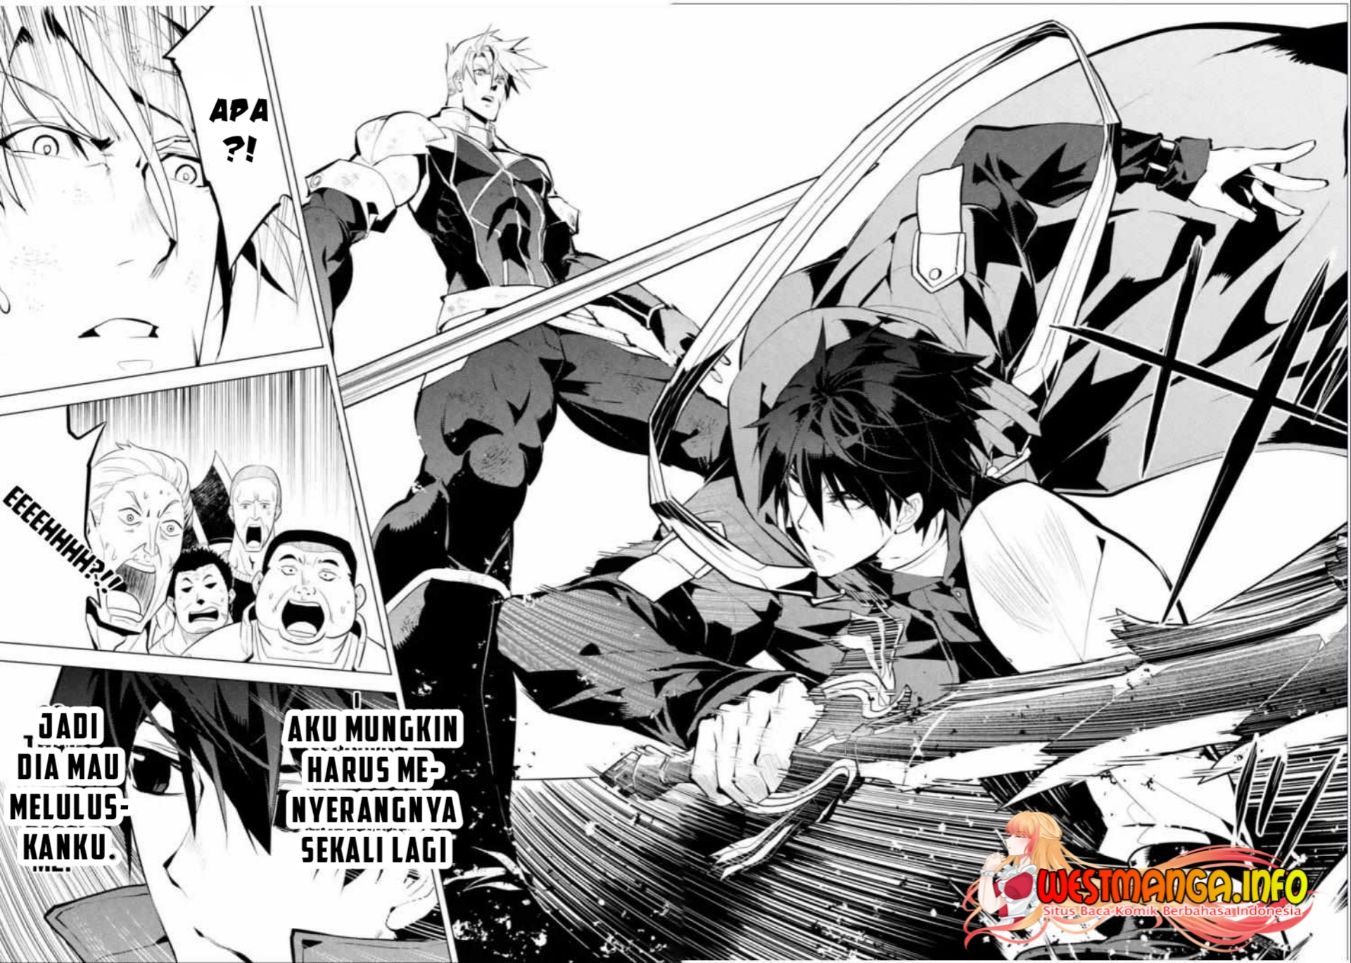 APA
?!
EEEEHHHH?!!
AKU MUNGKIN
HARUS ME-
NYERANGNYA
SEKALI LAGI
JADI
DIA MAU
MELULUS-
KANKU.
WESTMANGA.INFO
Situs Baca Komik Berbahasa Indonesia